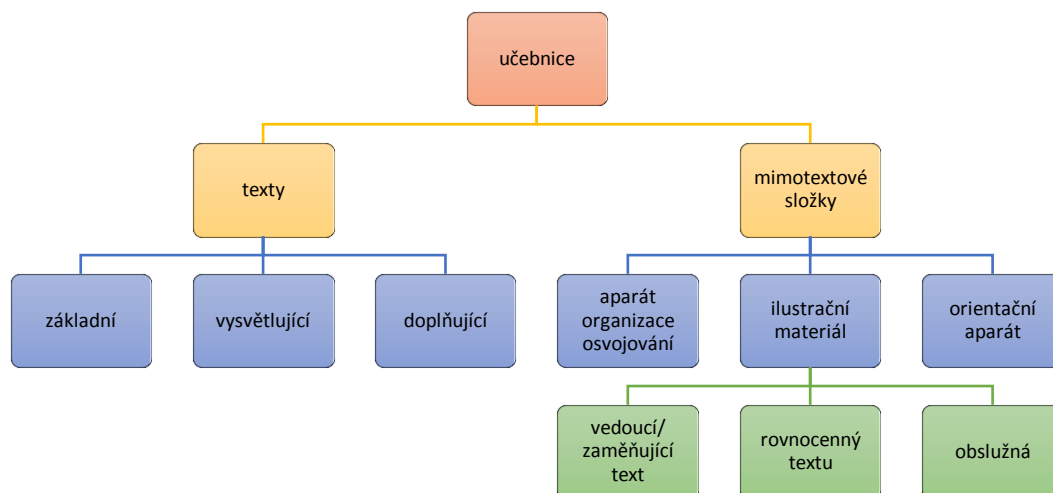 učebnice
texty
mimotextové
složky
základní
vysvětlující
doplňující
aparát
organizace
osvojování
ilustrační
materiál
orientační
aparát
vedoucí/
zaměňující
text
rovnocenný
textu
obslužná